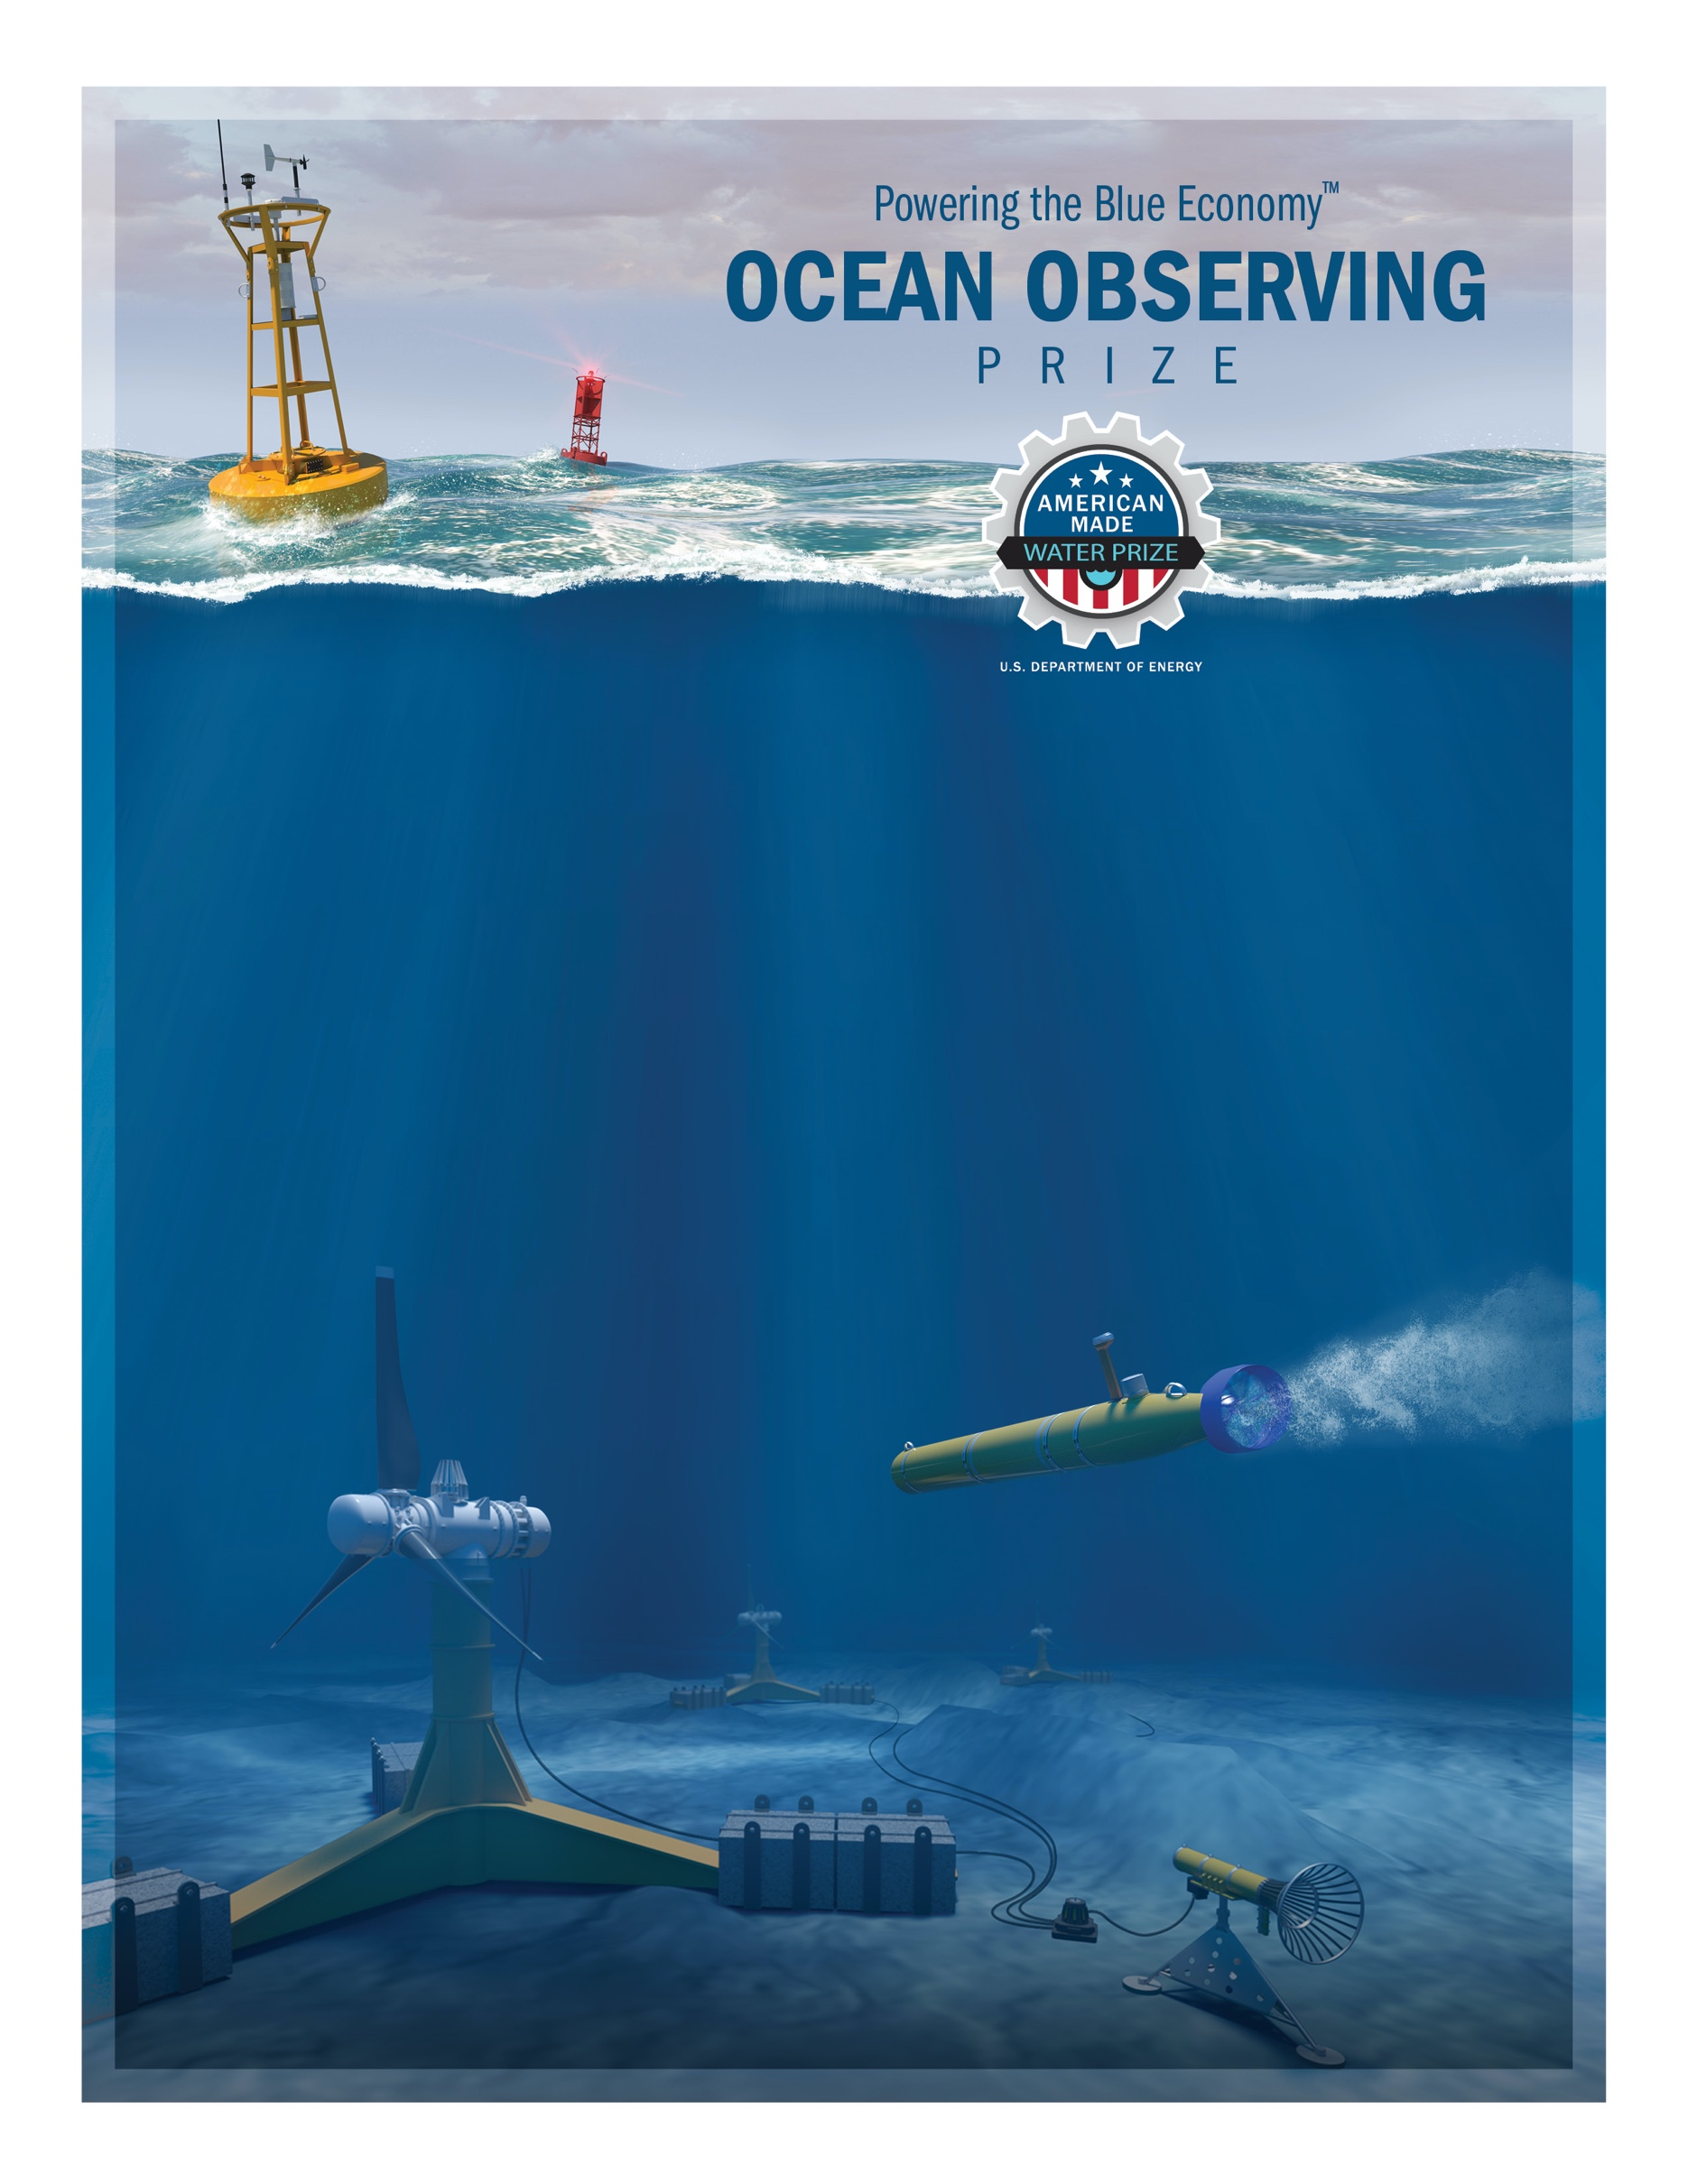 Powering the Blue Economy™
OCEAN OBSERVING
PRIZE
AMERICAN
MADE
WATER PRIZE
U.S. DEPARTMENT OF ENERGY